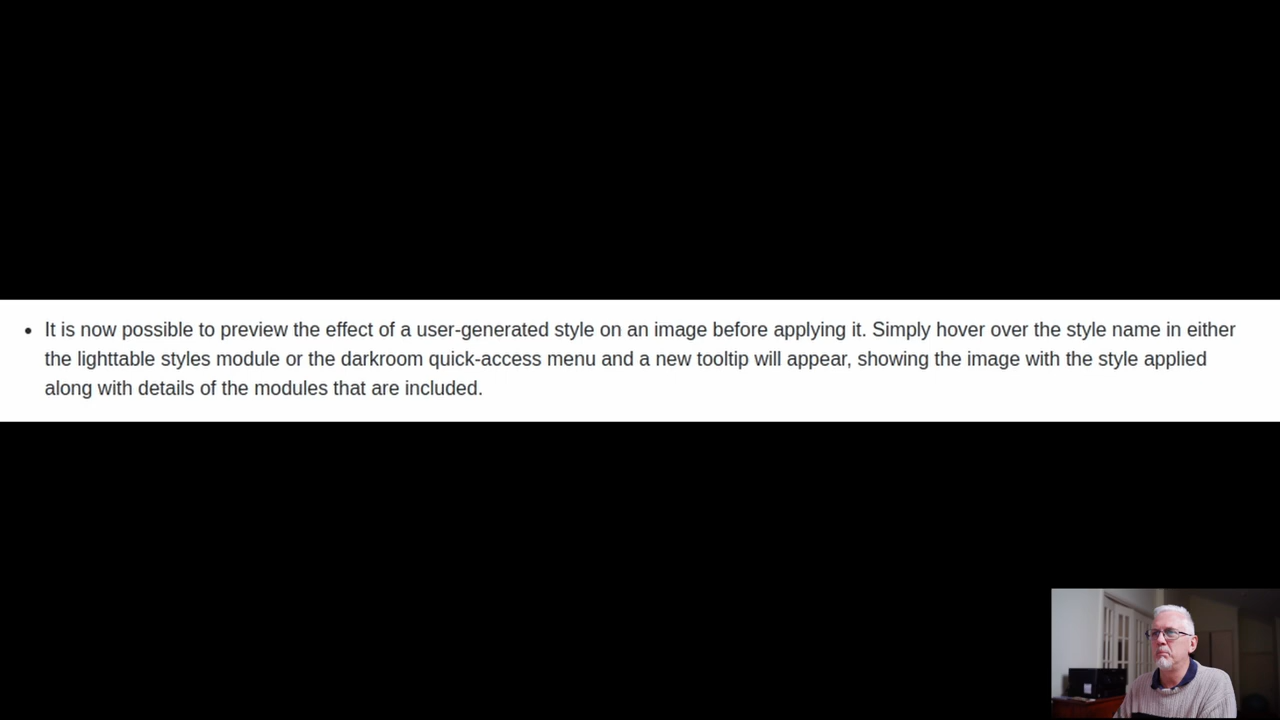 • It is now possible to preview the effect of a user-generated style on an image before applying it. Simply hover over the style name in either
the lighttable styles module or the darkroom quick-access menu and a new tooltip will appear, showing the image with the style applied
along with details of the modules that are included.